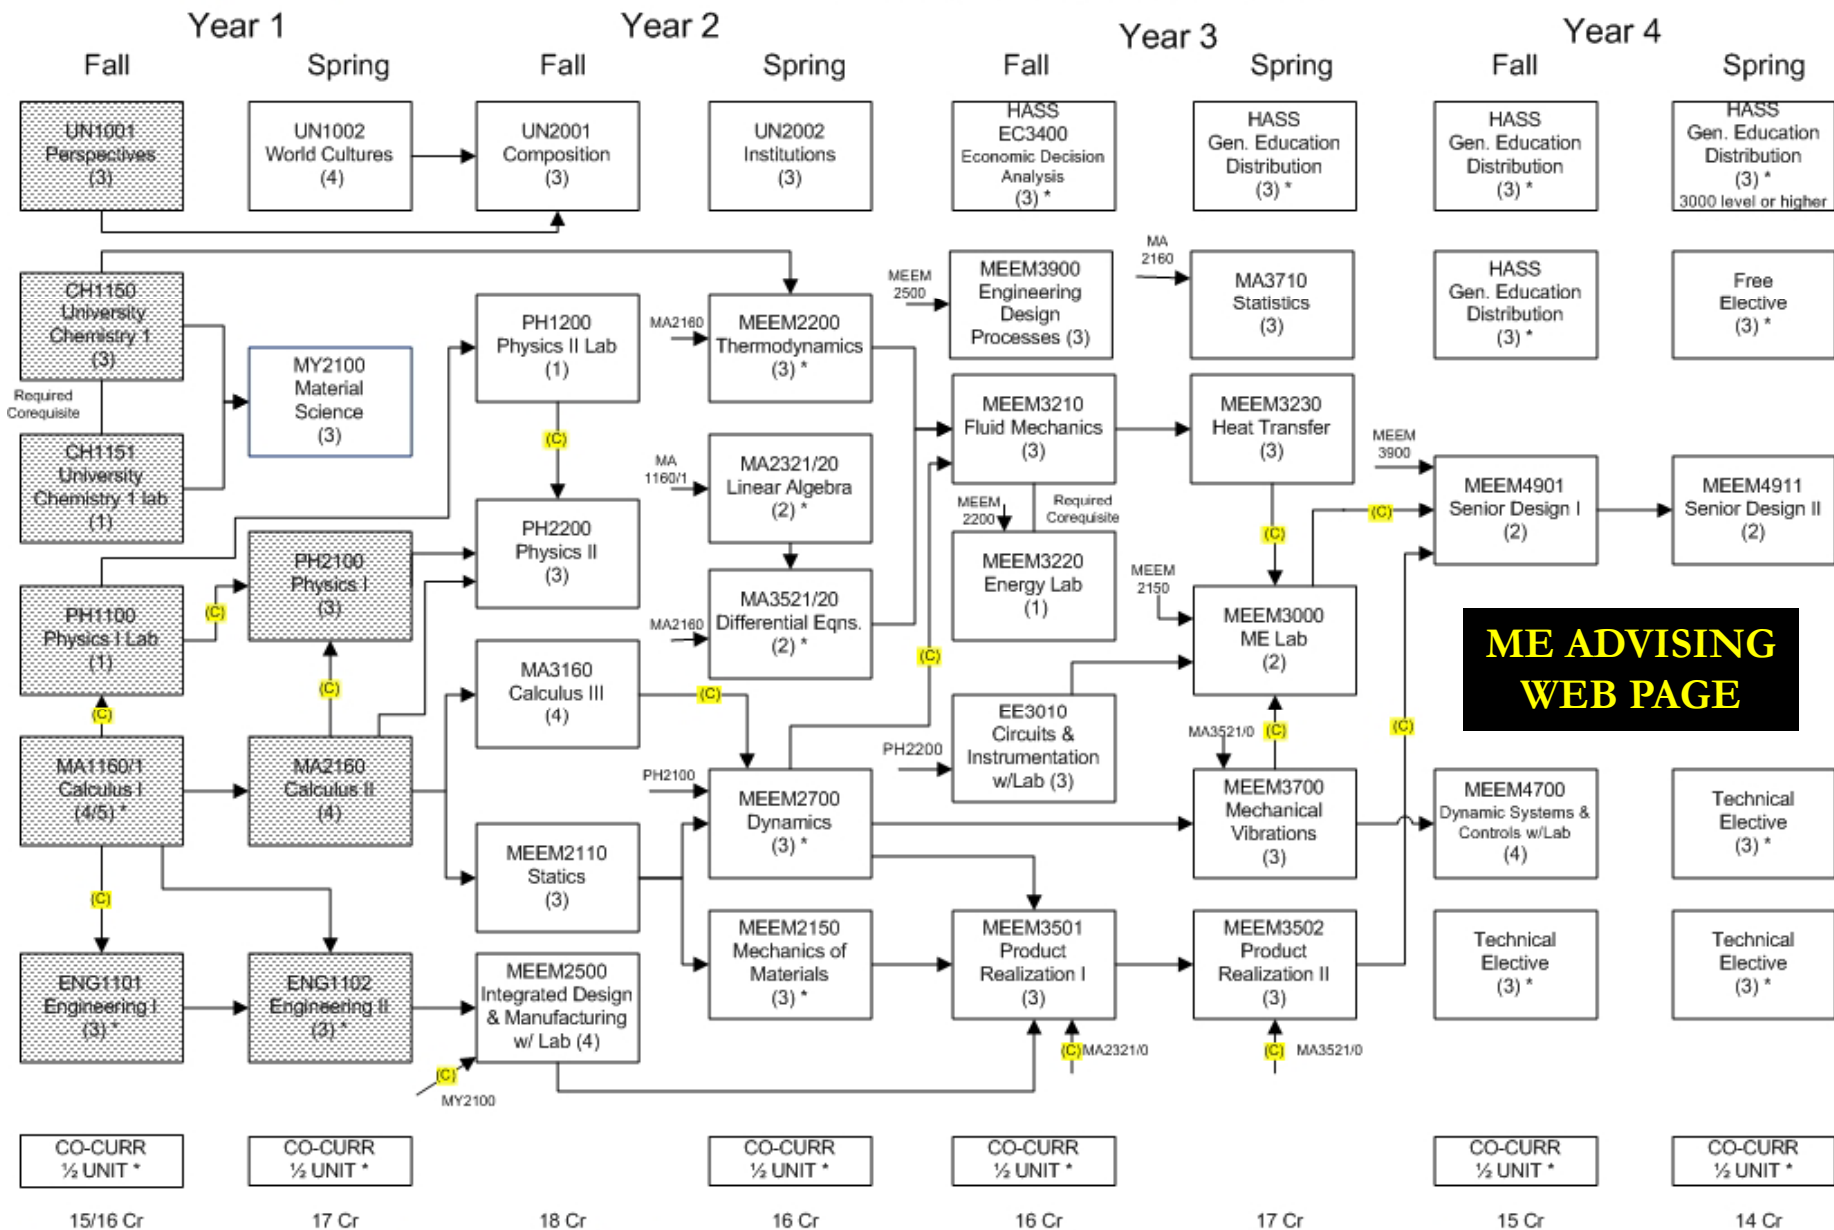 Year 1
Year 2
Year 3
Year 4
Fall
Spring
Fall
Spring
Fall
Spring
Fall
Spring
UN1001
Perspectives
(3)
UN1002
World Cultures
(4)
UN2001
Composition
(3)
UN2002
Institutions
(3)
HASS
EC3400
Economic Decision
Analysis
(3) *
HASS
Gen. Education
Distribution
(3) *
HASS
Gen. Education
Distribution
(3) *
HASS
Gen. Education
Distribution
(3) *
3000 level or higher
CH1150
University
Chemistry 1
(3)
Required
Corequisite
CH1151
University
Chemistry 1 lab
(1)
MY2100
Material
Science
(3)
PH1200
Physics II Lab
(1)
(C)
PH2200
Physics II
(3)
MA2160
MEEM2200
Thermodynamics
(3) *
MA
1160/1
MA2321/20
Linear Algebra
(2) *
MA2160
MA3521/20
Differential Eqns.
(2) *
MEEM
2500
MEEM3900
Engineering
Design
Processes (3)
MEEM3210
Fluid Mechanics
(3)
MEEM
2200
Required
Corequisite
MEEM3220
Energy Lab
(1)
MA
2160
MA3710
Statistics
(3)
MEEM3230
Heat Transfer
(3)
(C)
MEEM
2150
MEEM3000
ME Lab
(2)
HASS
Gen. Education
Distribution
(3) *
Free
Elective
(3) *
MEEM
3900
(C)
MEEM4901
Senior Design I
(2)
MEEM4911
Senior Design II
(2)
PH1100
Physics I Lab
(1)
(C)
PH2100
Physics I
(3)
(C)
(C)
MA1160/1
Calculus I
(4/5) *
MA2160
Calculus II
(4)
MA3160
Calculus III
(4)
(C)
(C)
PH2100
MEEM2700
Dynamics
(3) *
PH2200
EE3010
Circuits &
Instrumentation
w/Lab (3)
MA3521/0
(C)
MEEM3700
Mechanical
Vibrations
(3)
(C)
ME ADVISING
WEB PAGE
MEEM4700
Dynamic Systems &
Controls w/Lab
(4)
Technical
Elective
(3) *
(C)
MEEM2110
Statics
(3)
ENG1101
Engineering I
(3) *
ENG1102
Engineering II
(3) *
MEEM2500
Integrated Design
& Manufacturing
w/ Lab (4)
(C)
MY2100
MEEM2150
Mechanics of
Materials
(3) *
MEEM3501
Product
Realization I
(3)
(C) MA2321/0
MEEM3502
Product
Realization II
(3)
(C) MA3521/0
Technical
Elective
(3) *
Technical
Elective
(3) *
CO-CURR
½ UNIT *
CO-CURR
½ UNIT *
CO-CURR
½ UNIT *
CO-CURR
½ UNIT *
CO-CURR
½ UNIT *
CO-CURR
½ UNIT *
15/16 Cr
17 Cr
18 Cr
16 Cr
16 Cr
17 Cr
15 Cr
14 Cr